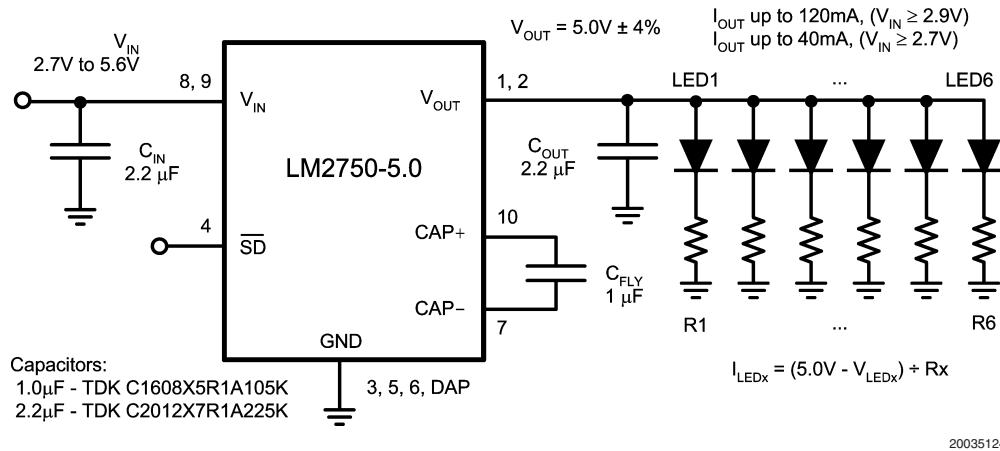 V_IN
2.7V to 5.6V
V_OUT = 5.0V ± 4%
I_OUT up to 120mA, (V_IN ≥ 2.9V)
I_OUT up to 40mA, (V_IN ≥ 2.7V)
8, 9
1, 2
LED1
...
LED6
V_IN
V_OUT
C_IN
2.2 µF
LM2750-5.0
C_OUT
2.2 µF
4
SD
10
CAP+
C_FLY
1 µF
CAP−
7
R1
...
R6
GND
Capacitors:
1.0µF - TDK C1608X5R1A105K
2.2µF - TDK C2012X7R1A225K
3, 5, 6, DAP
I_LEDx = (5.0V - V_LEDx) ÷ Rx